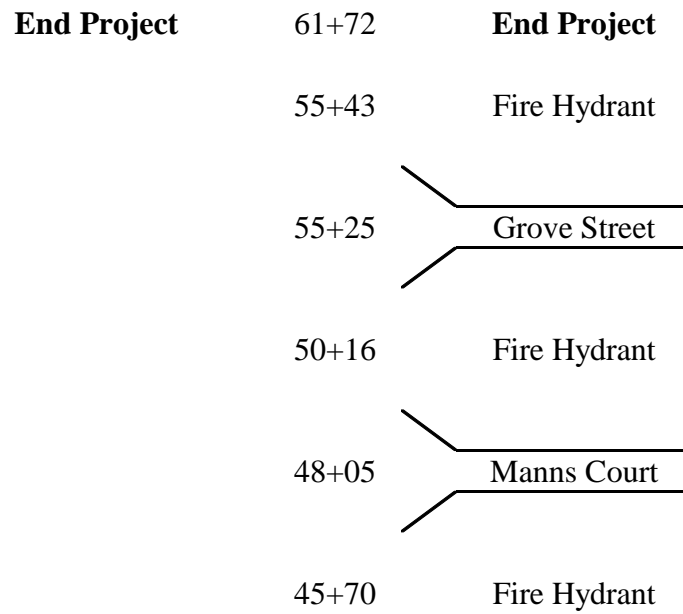 End Project 61+72 End Project
55+43 Fire Hydrant
55+25 Grove Street
50+16 Fire Hydrant
48+05 Manns Court
45+70 Fire Hydrant